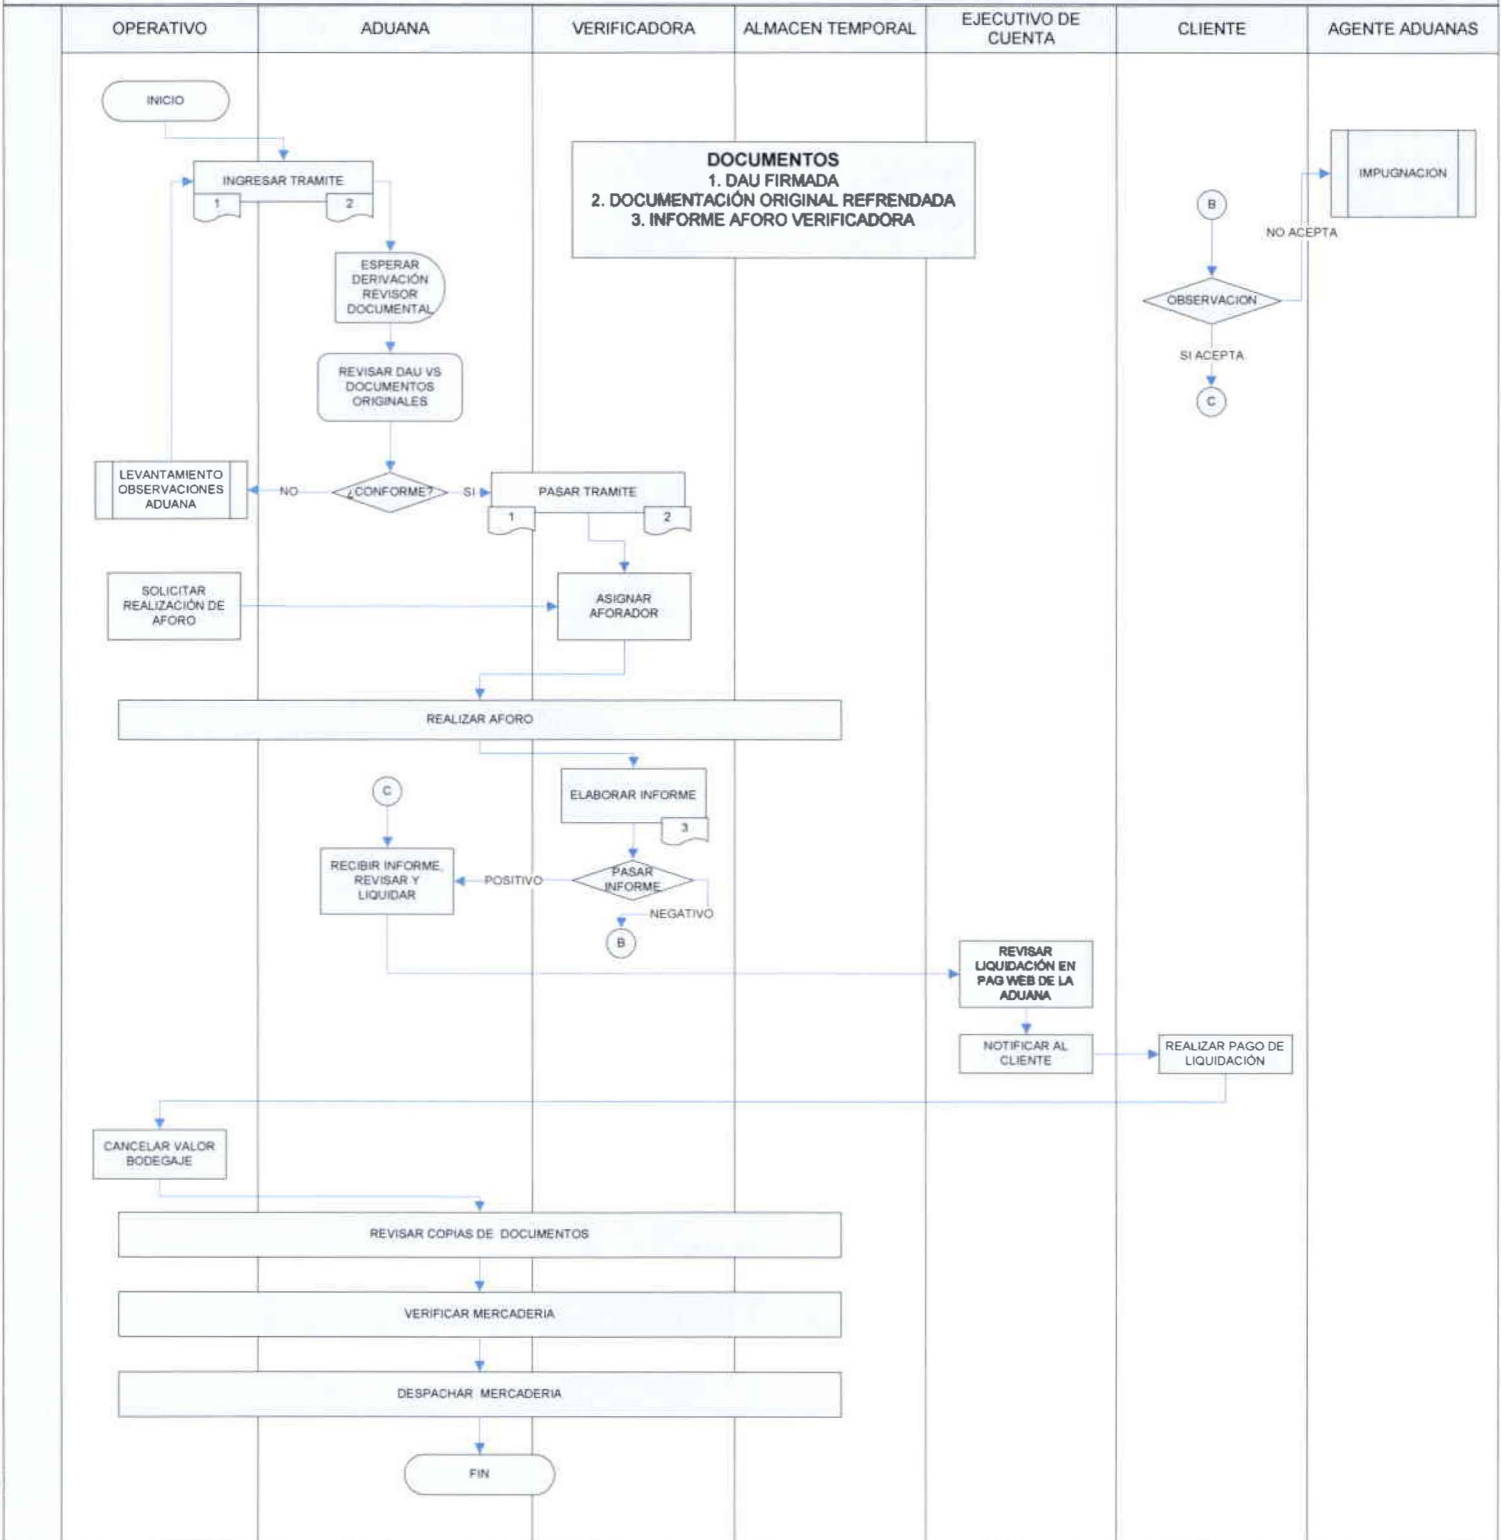 OPERATIVO
ADUANA
VERIFICADORA
ALMACEN TEMPORAL
EJECUTIVO DE
CUENTA
CLIENTE
AGENTE ADUANAS
INICIO
INGRESAR TRAMITE
1
2
DOCUMENTOS
1. DAU FIRMADA
2. DOCUMENTACIÓN ORIGINAL REFRENDADA
3. INFORME AFORO VERIFICADORA
IMPUGNACION
B
NO ACEPTA
OBSERVACION
SI ACEPTA
C
ESPERAR
DERIVACIÓN
REVISOR
DOCUMENTAL
REVISAR DAU VS
DOCUMENTOS
ORIGINALES
LEVANTAMIENTO
OBSERVACIONES
ADUANA
NO
¿CONFORME?
SI
PASAR TRAMITE
1
2
SOLICITAR
REALIZACIÓN DE
AFORO
ASIGNAR
AFORADOR
REALIZAR AFORO
C
ELABORAR INFORME
3
RECIBIR INFORME,
REVISAR Y
LIQUIDAR
POSITIVO
PASAR
INFORME
NEGATIVO
B
REVISAR
LIQUIDACIÓN EN
PAG WEB DE LA
ADUANA
NOTIFICAR AL
CLIENTE
REALIZAR PAGO DE
LIQUIDACIÓN
CANCELAR VALOR
BODEGAJE
REVISAR COPIAS DE DOCUMENTOS
VERIFICAR MERCADERIA
DESPACHAR MERCADERIA
FIN